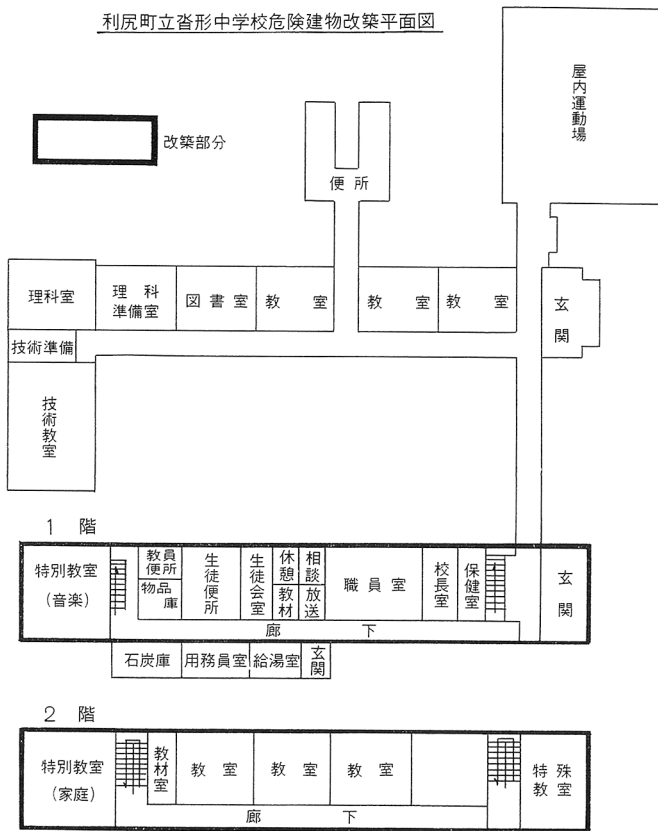 利尻町立沓形中学校危険建物改築平面図
屋内運動場
改築部分
便所
理科室
理科
準備室
図書室
教室
教室
教室
玄関
技術準備
技術教室
1階
特別教室
(音楽)
教員
便所
物品
庫
生徒便所
生徒会室
休憩
教材
相談
放送
職員室
校長室
保健室
玄関
廊下
石炭庫
用務員室
給湯室
玄関
2階
特別教室
(家庭)
教材室
教室
教室
教室
特殊
教室
廊下